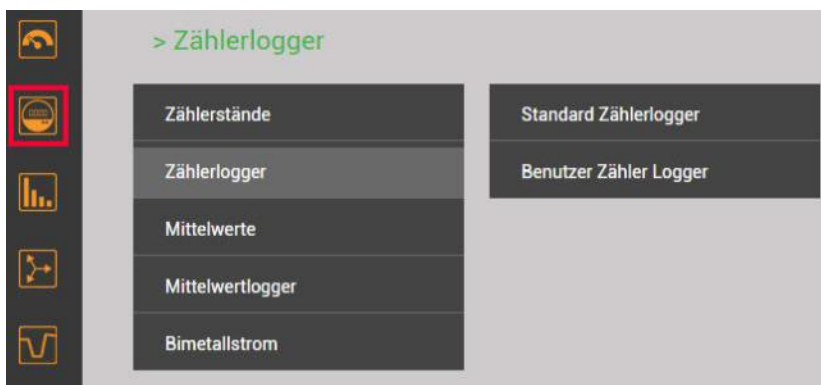 > Zählerlogger
Zählerstände
Zählerlogger
Mittelwerte
Mittelwertlogger
Bimetallstrom
Standard Zählerlogger
Benutzer Zähler Logger